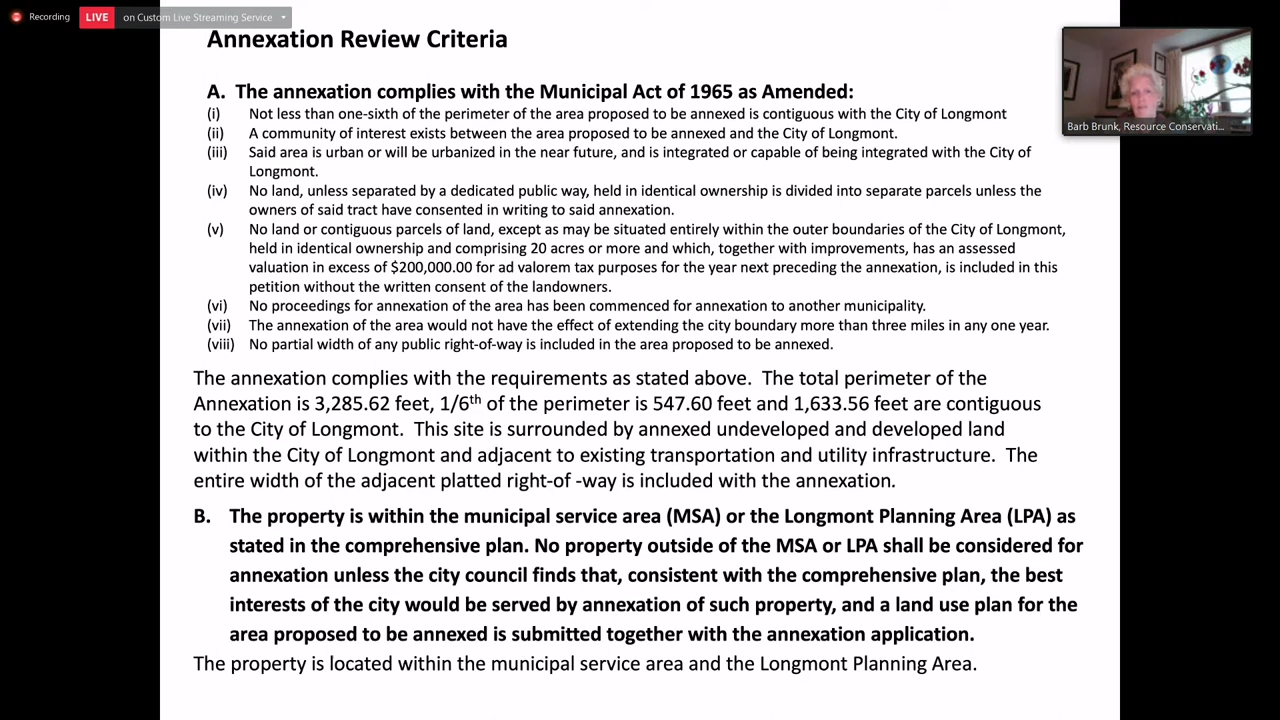 Recording
LIVE
on Custom Live Streaming Service
Annexation Review Criteria
A. The annexation complies with the Municipal Act of 1965 as Amended:
(i) Not less than one-sixth of the perimeter of the area proposed to be annexed is contiguous with the City of Longmont
(ii) A community of interest exists between the area proposed to be annexed and the City of Longmont.
(iii) Said area is urban or will be urbanized in the near future, and is integrated or capable of being integrated with the City of
Longmont.
(iv) No land, unless separated by a dedicated public way, held in identical ownership is divided into separate parcels unless the
owners of said tract have consented in writing to said annexation.
(v) No land or contiguous parcels of land, except as may be situated entirely within the outer boundaries of the City of Longmont,
held in identical ownership and comprising 20 acres or more and which, together with improvements, has an assessed
valuation in excess of $200,000.00 for ad valorem tax purposes for the year next preceding the annexation, is included in this
petition without the written consent of the landowners.
(vi) No proceedings for annexation of the area has been commenced for annexation to another municipality.
(vii) The annexation of the area would not have the effect of extending the city boundary more than three miles in any one year.
(viii) No partial width of any public right-of-way is included in the area proposed to be annexed.
The annexation complies with the requirements as stated above. The total perimeter of the
Annexation is 3,285.62 feet, 1/6th of the perimeter is 547.60 feet and 1,633.56 feet are contiguous
to the City of Longmont. This site is surrounded by annexed undeveloped and developed land
within the City of Longmont and adjacent to existing transportation and utility infrastructure. The
entire width of the adjacent platted right-of -way is included with the annexation.
B. The property is within the municipal service area (MSA) or the Longmont Planning Area (LPA) as
stated in the comprehensive plan. No property outside of the MSA or LPA shall be considered for
annexation unless the city council finds that, consistent with the comprehensive plan, the best
interests of the city would be served by annexation of such property, and a land use plan for the
area proposed to be annexed is submitted together with the annexation application.
The property is located within the municipal service area and the Longmont Planning Area.
Barb Brunk, Resource Conservati...